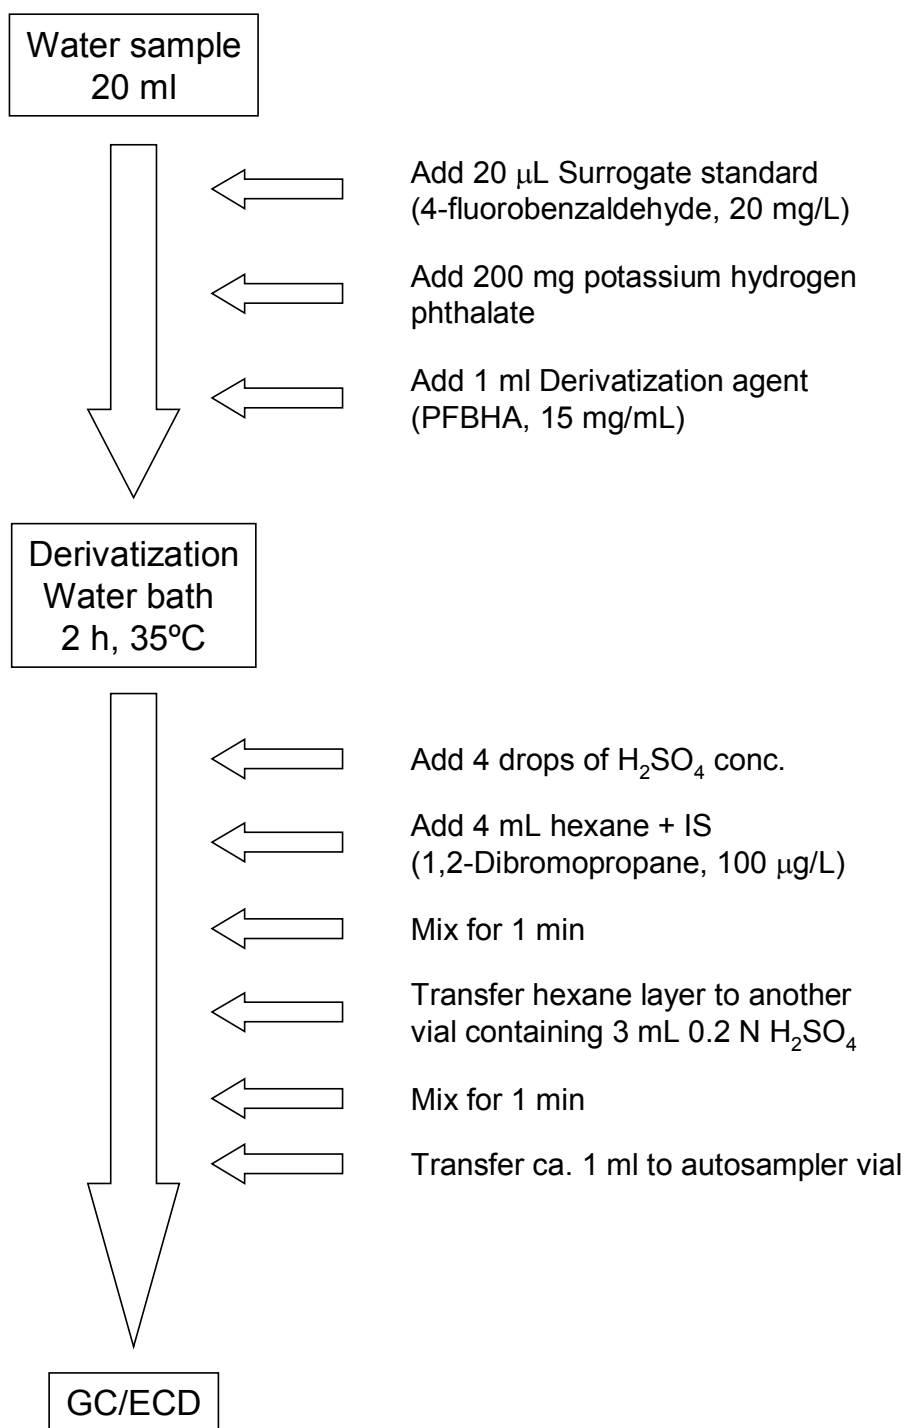 Water sample
20 ml
Add 20 μL Surrogate standard
(4-fluorobenzaldehyde, 20 mg/L)
Add 200 mg potassium hydrogen
phthalate
Add 1 ml Derivatization agent
(PFBHA, 15 mg/mL)
Derivatization
Water bath
2 h, 35ºC
Add 4 drops of H₂SO₄ conc.
Add 4 mL hexane + IS
(1,2-Dibromopropane, 100 μg/L)
Mix for 1 min
Transfer hexane layer to another
vial containing 3 mL 0.2 N H₂SO₄
Mix for 1 min
Transfer ca. 1 ml to autosampler vial
GC/ECD